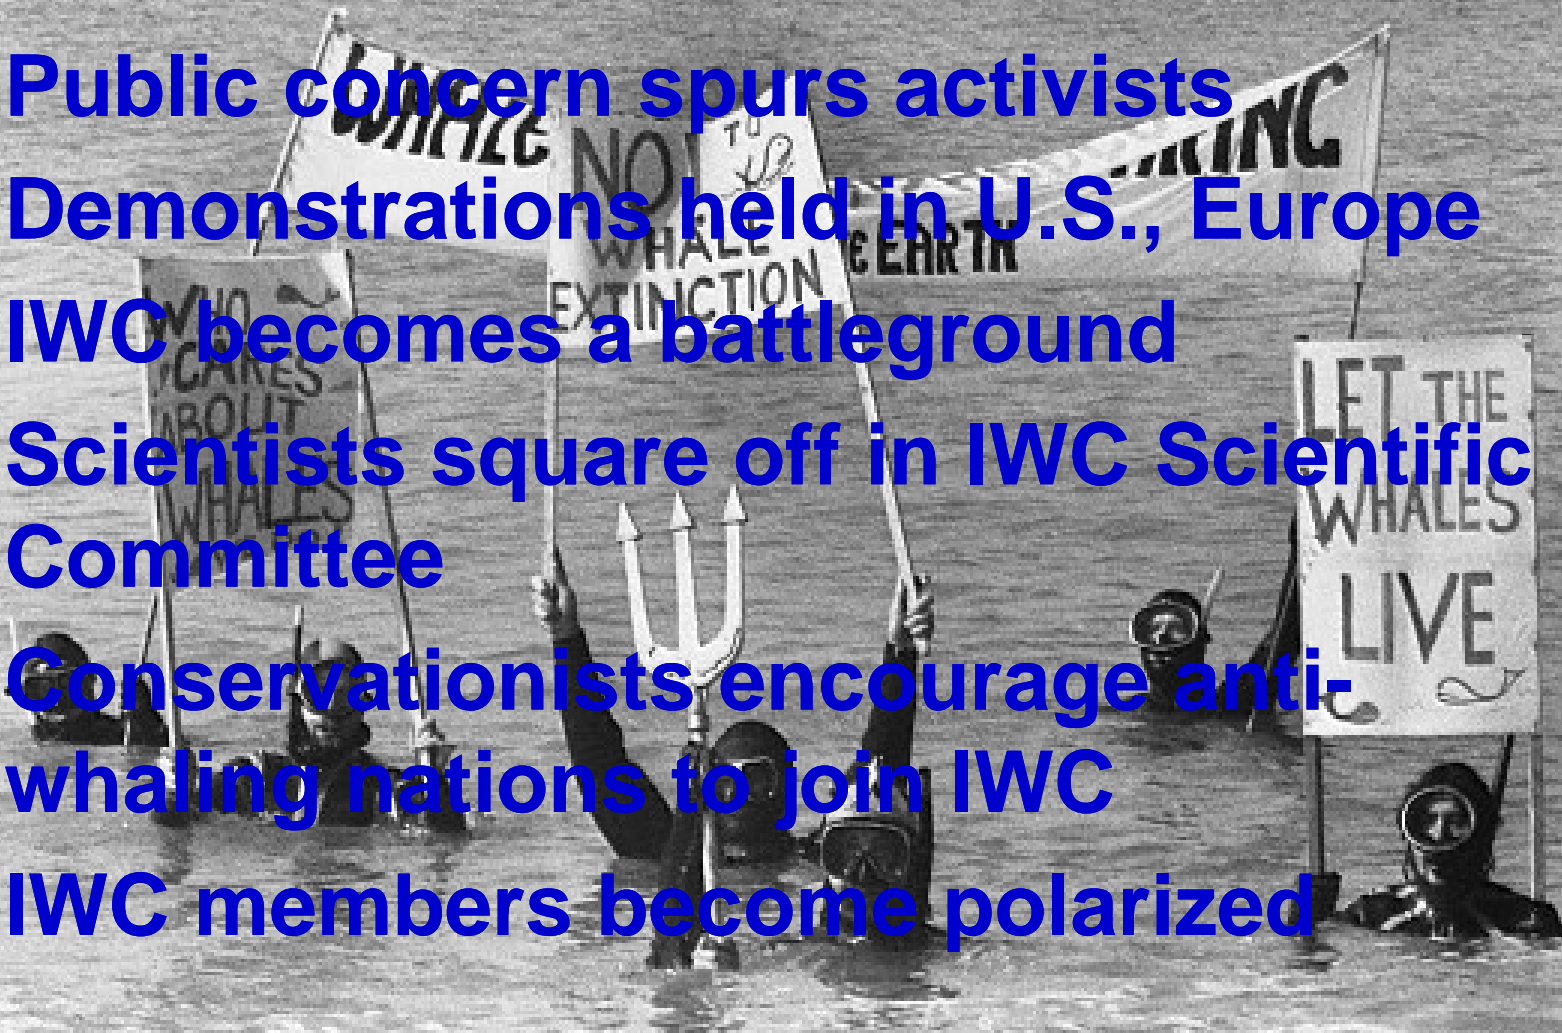 Public concern spurs activists
Demonstrations held in U.S., Europe
IWC becomes a battleground
Scientists square off in IWC Scientific
Committee
Conservationists encourage anti-
whaling nations to join IWC
IWC members become polarized
NO!
TO
WHALE
EXTINCTION
EARTH
WHO
CARES
ABOUT
WHALES
LET THE
WHALES
LIVE